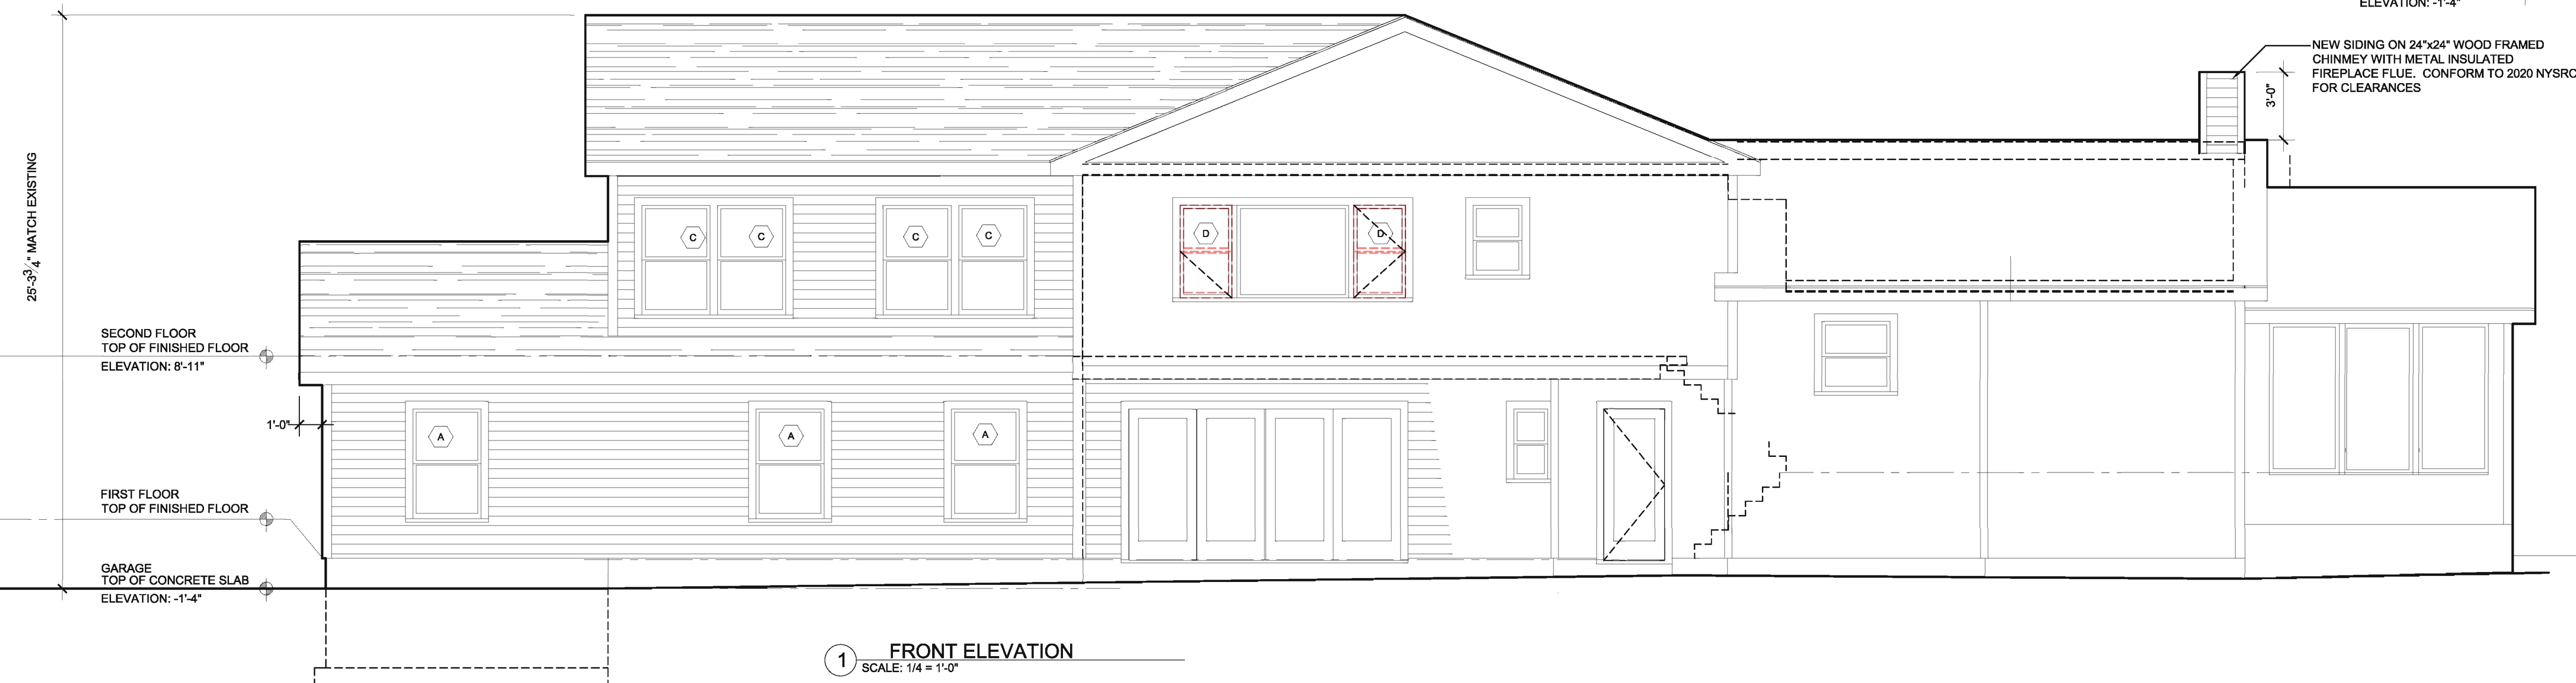 ELEVATION: -1'-4"
NEW SIDING ON 24"x24" WOOD FRAMED
CHINMEY WITH METAL INSULATED
FIREPLACE FLUE. CONFORM TO 2020 NYSRC
FOR CLEARANCES
3'-0"
25'-3 3/4" MATCH EXISTING
C
C
C
C
D
D
SECOND FLOOR
TOP OF FINISHED FLOOR
ELEVATION: 8'-11"
1'-0"
A
A
A
FIRST FLOOR
TOP OF FINISHED FLOOR
GARAGE
TOP OF CONCRETE SLAB
ELEVATION: -1'-4"
1
FRONT ELEVATION
SCALE: 1/4 = 1'-0"